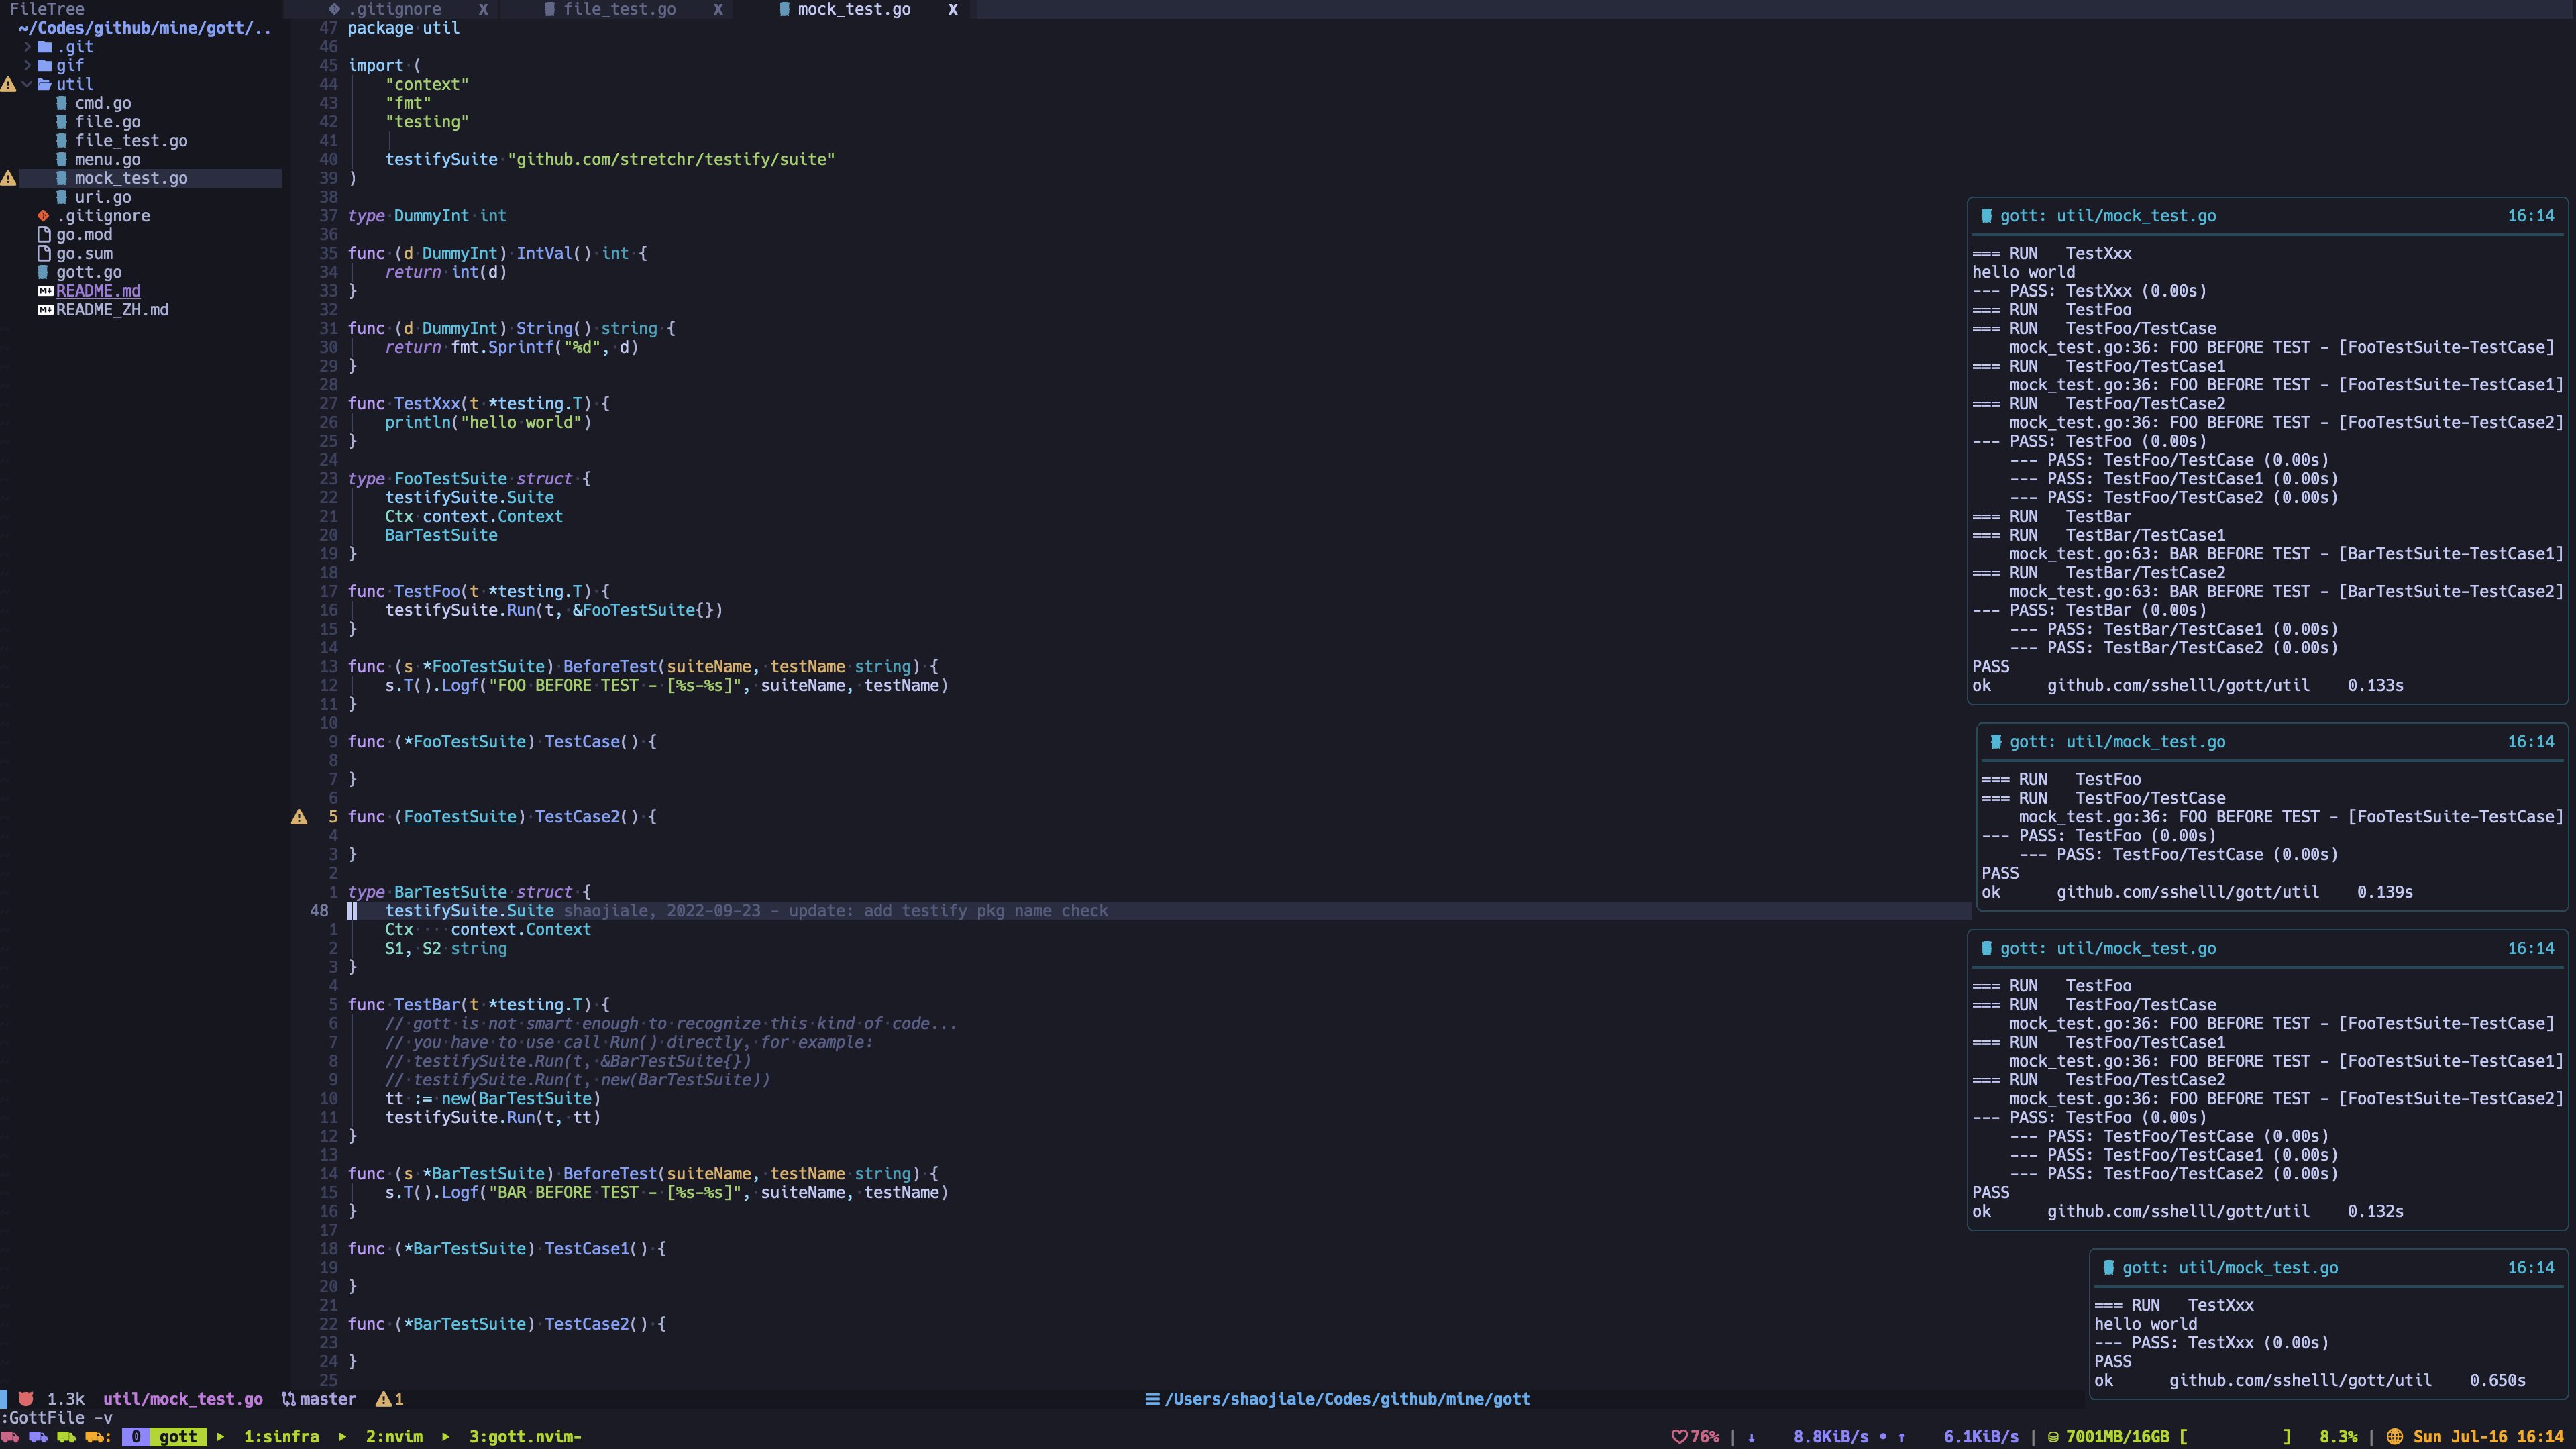 FileTree
~/Codes/github/mine/gott/..
.git
gif
util
cmd.go
file.go
file_test.go
menu.go
mock_test.go
uri.go
.gitignore
go.mod
go.sum
gott.go
README.md
README_ZH.md
.gitignore X file_test.go X mock_test.go X
47 package util
46
45 import (
44 "context"
43 "fmt"
42 "testing"
41
40 testifySuite "github.com/stretchr/testify/suite"
39 )
38
37 type DummyInt int
36
35 func (d DummyInt) IntVal() int {
34 return int(d)
33 }
32
31 func (d DummyInt) String() string {
30 return fmt.Sprintf("%d", d)
29 }
28
27 func TestXxx(t *testing.T) {
26 println("hello world")
25 }
24
23 type FooTestSuite struct {
22 testifySuite.Suite
21 Ctx context.Context
20 BarTestSuite
19 }
18
17 func TestFoo(t *testing.T) {
16 testifySuite.Run(t, &FooTestSuite{})
15 }
14
13 func (s *FooTestSuite) BeforeTest(suiteName, testName string) {
12 s.T().Logf("FOO BEFORE TEST - [%s-%s]", suiteName, testName)
11 }
10
9 func (*FooTestSuite) TestCase() {
8
7 }
6
5 func (FooTestSuite) TestCase2() {
4
3 }
2
1 type BarTestSuite struct {
48 testifySuite.Suite shaojiale, 2022-09-23 - update: add testify pkg name check
1 Ctx context.Context
2 S1, S2 string
3 }
4
5 func TestBar(t *testing.T) {
6 // gott is not smart enough to recognize this kind of code...
7 // you have to use call Run() directly, for example:
8 // testifySuite.Run(t, &BarTestSuite{})
9 // testifySuite.Run(t, new(BarTestSuite))
10 tt := new(BarTestSuite)
11 testifySuite.Run(t, tt)
12 }
13
14 func (s *BarTestSuite) BeforeTest(suiteName, testName string) {
15 s.T().Logf("BAR BEFORE TEST - [%s-%s]", suiteName, testName)
16 }
17
18 func (*BarTestSuite) TestCase1() {
19
20 }
21
22 func (*BarTestSuite) TestCase2() {
23
24 }
25
gott: util/mock_test.go 16:14
=== RUN TestXxx
hello world
--- PASS: TestXxx (0.00s)
=== RUN TestFoo
=== RUN TestFoo/TestCase
mock_test.go:36: FOO BEFORE TEST - [FooTestSuite-TestCase]
=== RUN TestFoo/TestCase1
mock_test.go:36: FOO BEFORE TEST - [FooTestSuite-TestCase1]
=== RUN TestFoo/TestCase2
mock_test.go:36: FOO BEFORE TEST - [FooTestSuite-TestCase2]
--- PASS: TestFoo (0.00s)
--- PASS: TestFoo/TestCase (0.00s)
--- PASS: TestFoo/TestCase1 (0.00s)
--- PASS: TestFoo/TestCase2 (0.00s)
=== RUN TestBar
=== RUN TestBar/TestCase1
mock_test.go:63: BAR BEFORE TEST - [BarTestSuite-TestCase1]
=== RUN TestBar/TestCase2
mock_test.go:63: BAR BEFORE TEST - [BarTestSuite-TestCase2]
--- PASS: TestBar (0.00s)
--- PASS: TestBar/TestCase1 (0.00s)
--- PASS: TestBar/TestCase2 (0.00s)
PASS
ok github.com/sshelll/gott/util 0.133s
gott: util/mock_test.go 16:14
=== RUN TestFoo
=== RUN TestFoo/TestCase
mock_test.go:36: FOO BEFORE TEST - [FooTestSuite-TestCase]
--- PASS: TestFoo (0.00s)
--- PASS: TestFoo/TestCase (0.00s)
PASS
ok github.com/sshelll/gott/util 0.139s
gott: util/mock_test.go 16:14
=== RUN TestFoo
=== RUN TestFoo/TestCase
mock_test.go:36: FOO BEFORE TEST - [FooTestSuite-TestCase]
=== RUN TestFoo/TestCase1
mock_test.go:36: FOO BEFORE TEST - [FooTestSuite-TestCase1]
=== RUN TestFoo/TestCase2
mock_test.go:36: FOO BEFORE TEST - [FooTestSuite-TestCase2]
--- PASS: TestFoo (0.00s)
--- PASS: TestFoo/TestCase (0.00s)
--- PASS: TestFoo/TestCase1 (0.00s)
--- PASS: TestFoo/TestCase2 (0.00s)
PASS
ok github.com/sshelll/gott/util 0.132s
gott: util/mock_test.go 16:14
=== RUN TestXxx
hello world
--- PASS: TestXxx (0.00s)
PASS
ok github.com/sshelll/gott/util 0.650s
1.3k util/mock_test.go master 1 /Users/shaojiale/Codes/github/mine/gott
:GottFile -v
: 0 gott 1:sinfra 2:nvim 3:gott.nvim- 76% | ↓ 8.8KiB/s • ↑ 6.1KiB/s | 7001MB/16GB [ ] 8.3% | Sun Jul-16 16:14